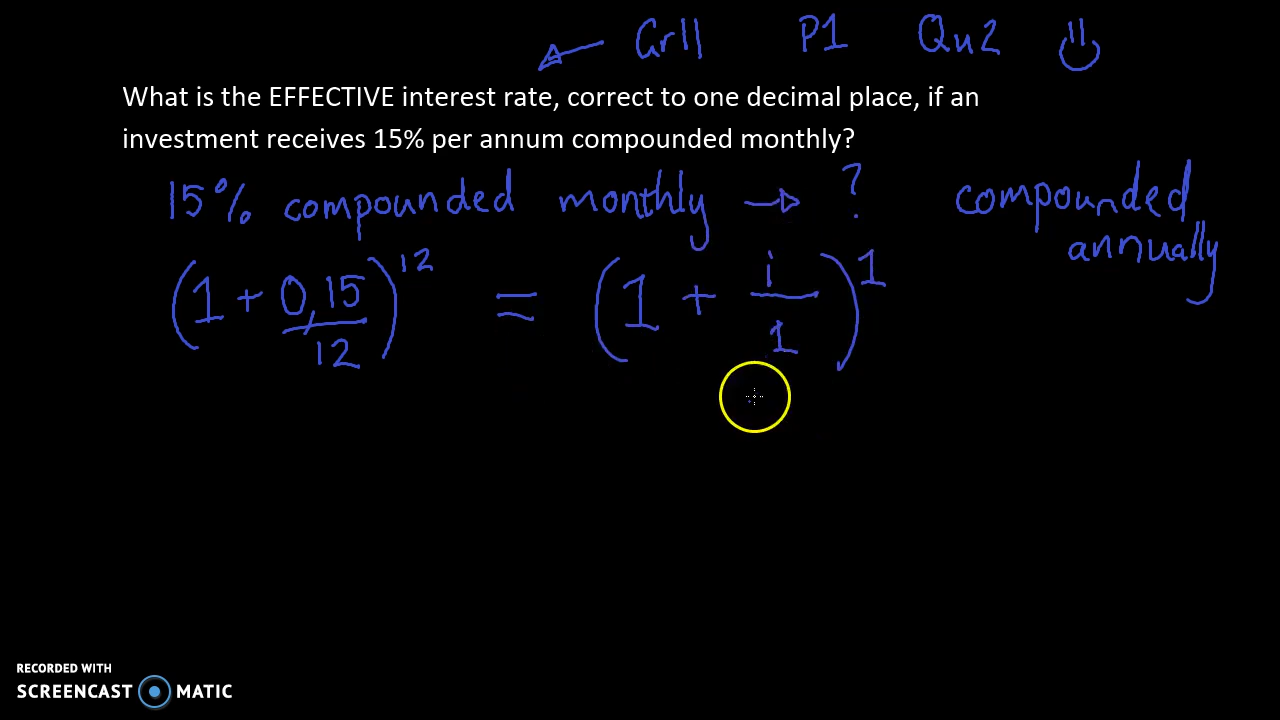 Gr11 P1 Qu2
What is the EFFECTIVE interest rate, correct to one decimal place, if an
investment receives 15% per annum compounded monthly?
15% compounded monthly → ? compounded
annually
(1 + 0,15/12)^12 = (1 + i/1)^1
RECORDED WITH
SCREENCAST MATIC